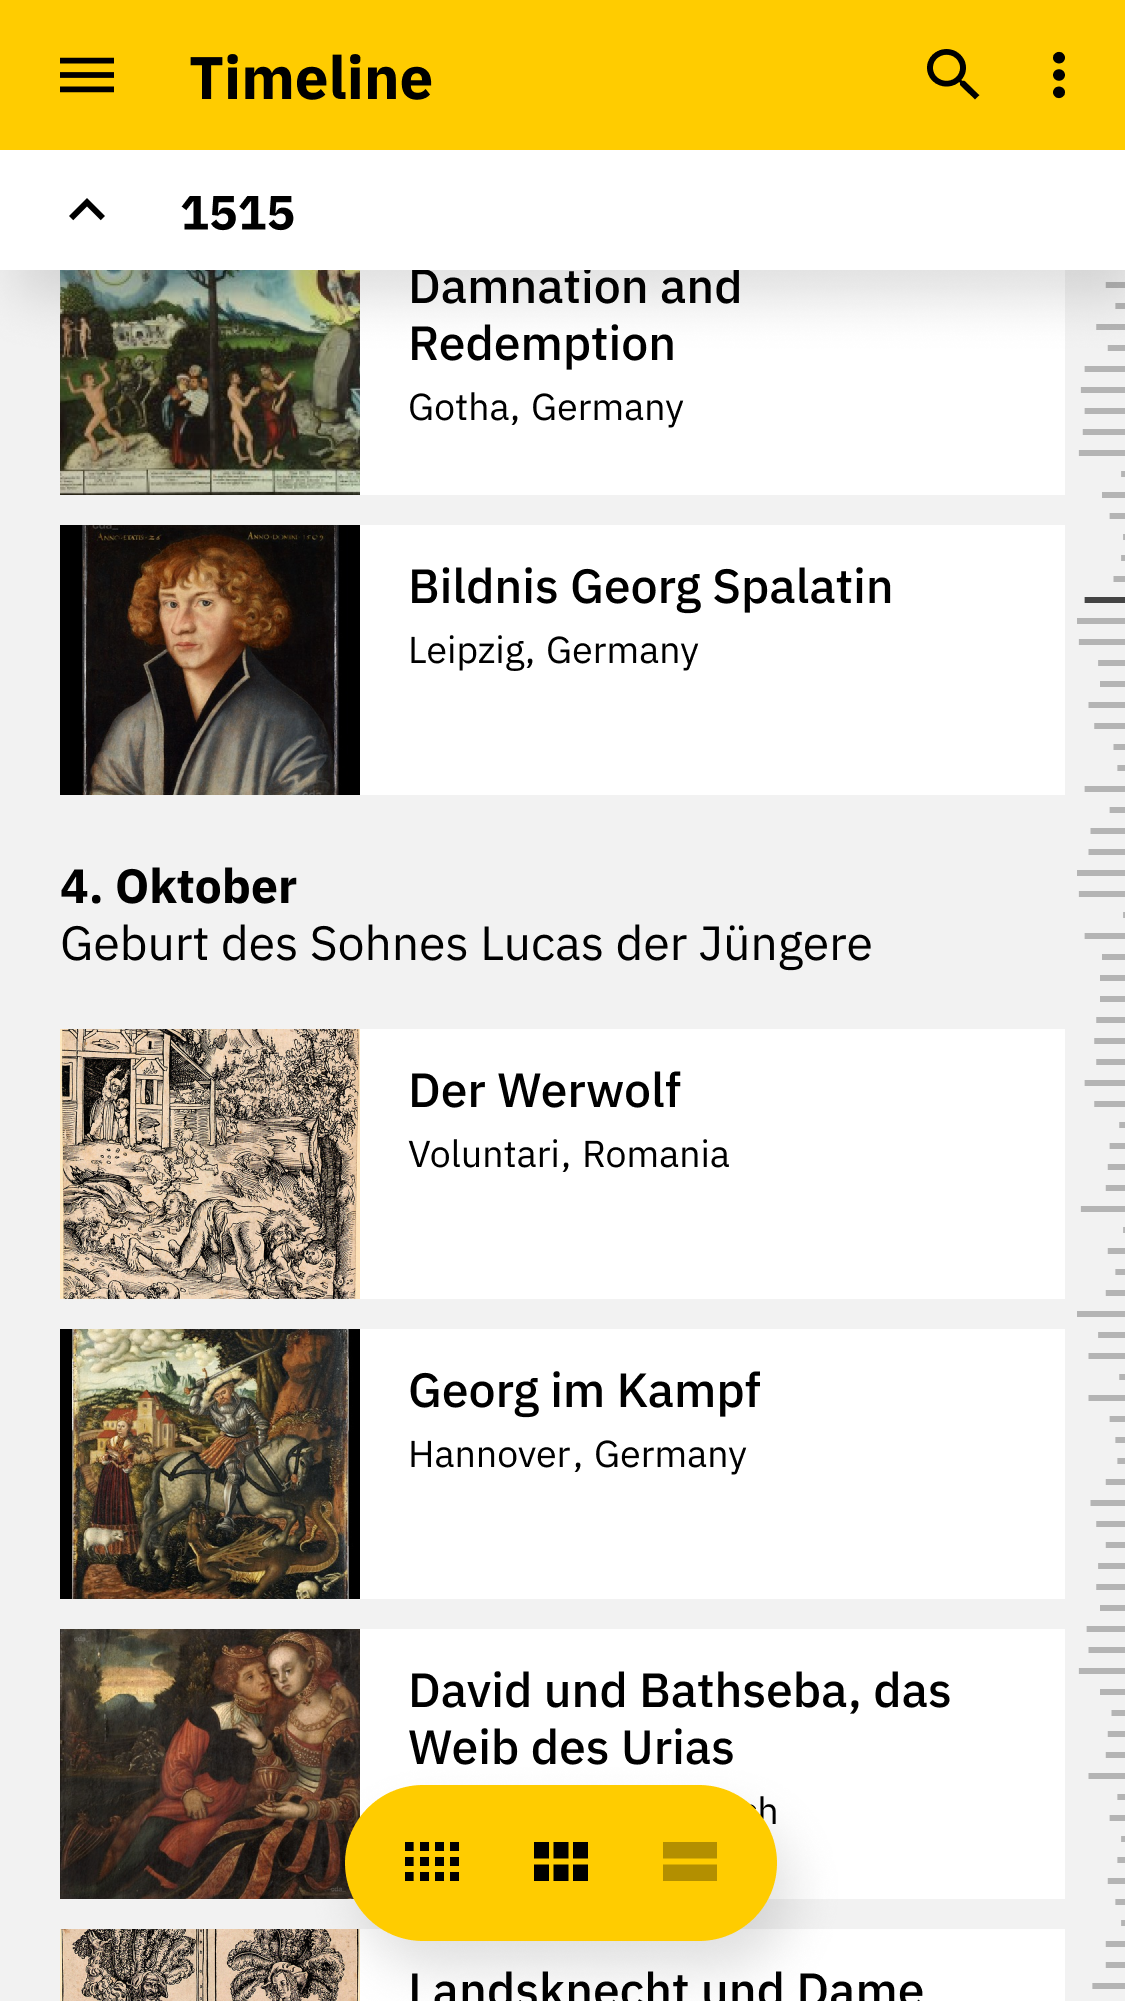 Timeline
1515
Damnation and
Redemption
Gotha, Germany
Bildnis Georg Spalatin
Leipzig, Germany
4. Oktober
Geburt des Sohnes Lucas der Jüngere
Der Werwolf
Voluntari, Romania
Georg im Kampf
Hannover, Germany
David und Bathseba, das
Weib des Urias
Landsknecht und Dame